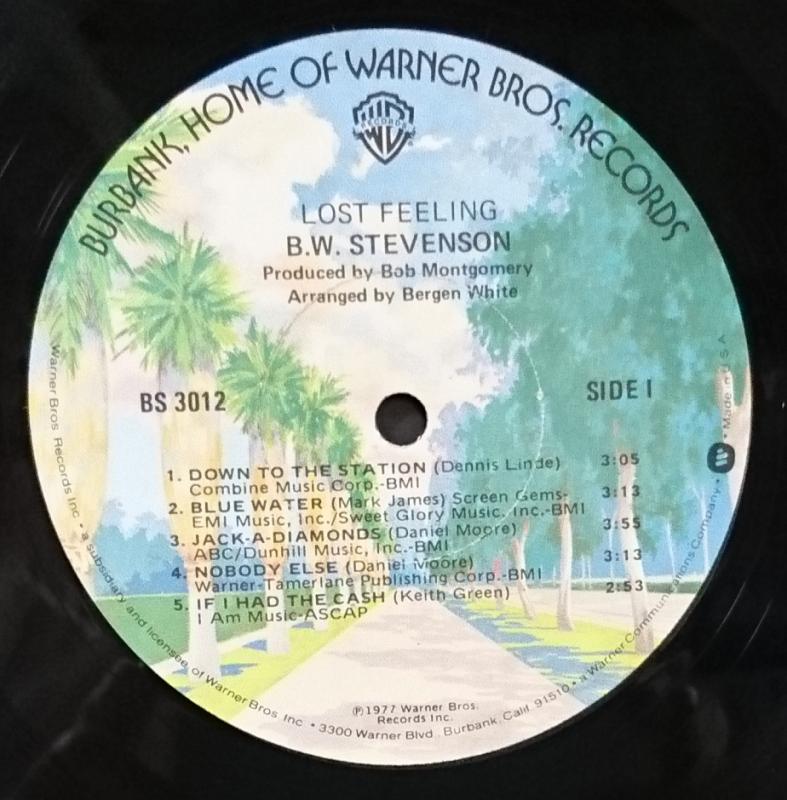 BURBANK, HOME OF WARNER BROS. RECORDS
WB
RECORDS
LOST FEELING
B.W. STEVENSON
Produced by Bob Montgomery
Arranged by Bergen White
BS 3012
SIDE I
1. DOWN TO THE STATION (Dennis Linde) 3:05
Combine Music Corp.-BMI
2. BLUE WATER (Mark James) Screen Gems- 3:13
EMI Music, Inc./Sweet Glory Music. Inc.-BMI
3. JACK-A-DIAMONDS (Daniel Moore) 3:55
ABC/Dunhill Music, Inc.-BMI
4. NOBODY ELSE (Daniel Moore) 3:13
Warner-Tamerlane Publishing Corp.-BMI
5. IF I HAD THE CASH (Keith Green) 2:53
I Am Music-ASCAP
℗1977 Warner Bros.
Records Inc.
Warner Bros. Records Inc. • a subsidiary and licensee of Warner Bros. Inc. • 3300 Warner Blvd., Burbank, Calif. 91510 • a Warner Communications Company • Made in U S A